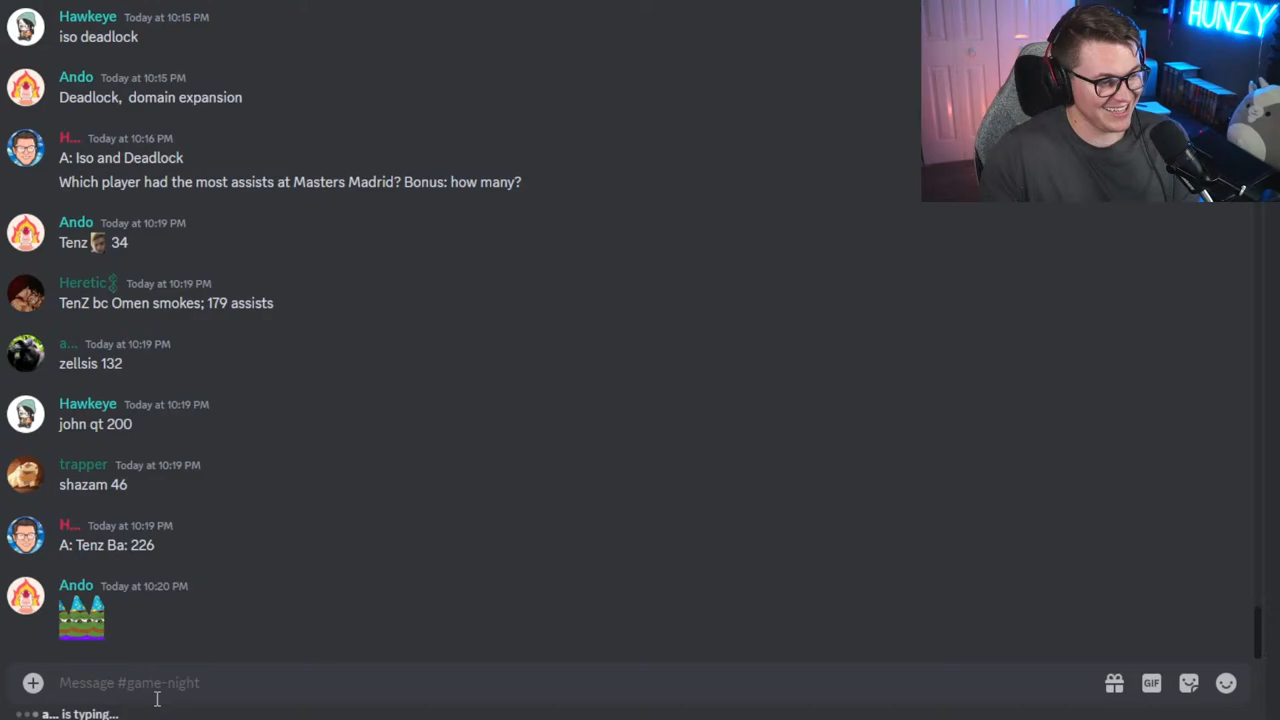 Hawkeye Today at 10:15 PM
iso deadlock
Ando Today at 10:15 PM
Deadlock, domain expansion
H... Today at 10:16 PM
A: Iso and Deadlock
Which player had the most assists at Masters Madrid? Bonus: how many?
Ando Today at 10:19 PM
Tenz 34
Heretic Today at 10:19 PM
TenZ bc Omen smokes; 179 assists
a... Today at 10:19 PM
zellsis 132
Hawkeye Today at 10:19 PM
john qt 200
trapper Today at 10:19 PM
shazam 46
H... Today at 10:19 PM
A: Tenz Ba: 226
Ando Today at 10:20 PM
Message #game-night
GIF
a... is typing...
HUNZY